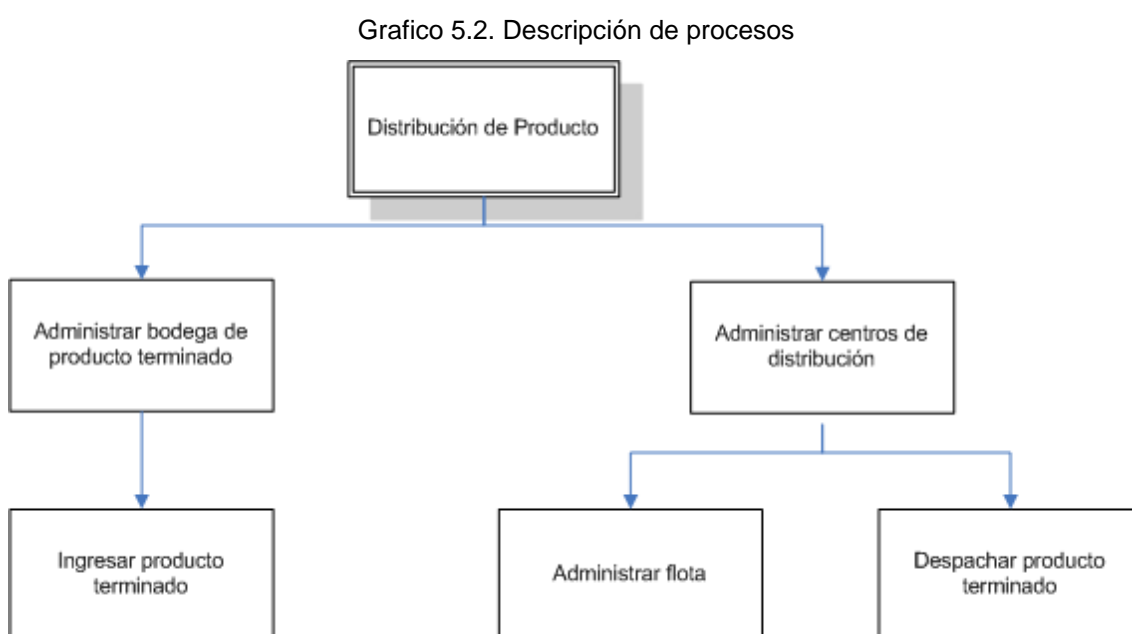 Grafico 5.2. Descripción de procesos
Distribución de Producto
Administrar bodega de
producto terminado
Administrar centros de
distribución
Ingresar producto
terminado
Administrar flota
Despachar producto
terminado